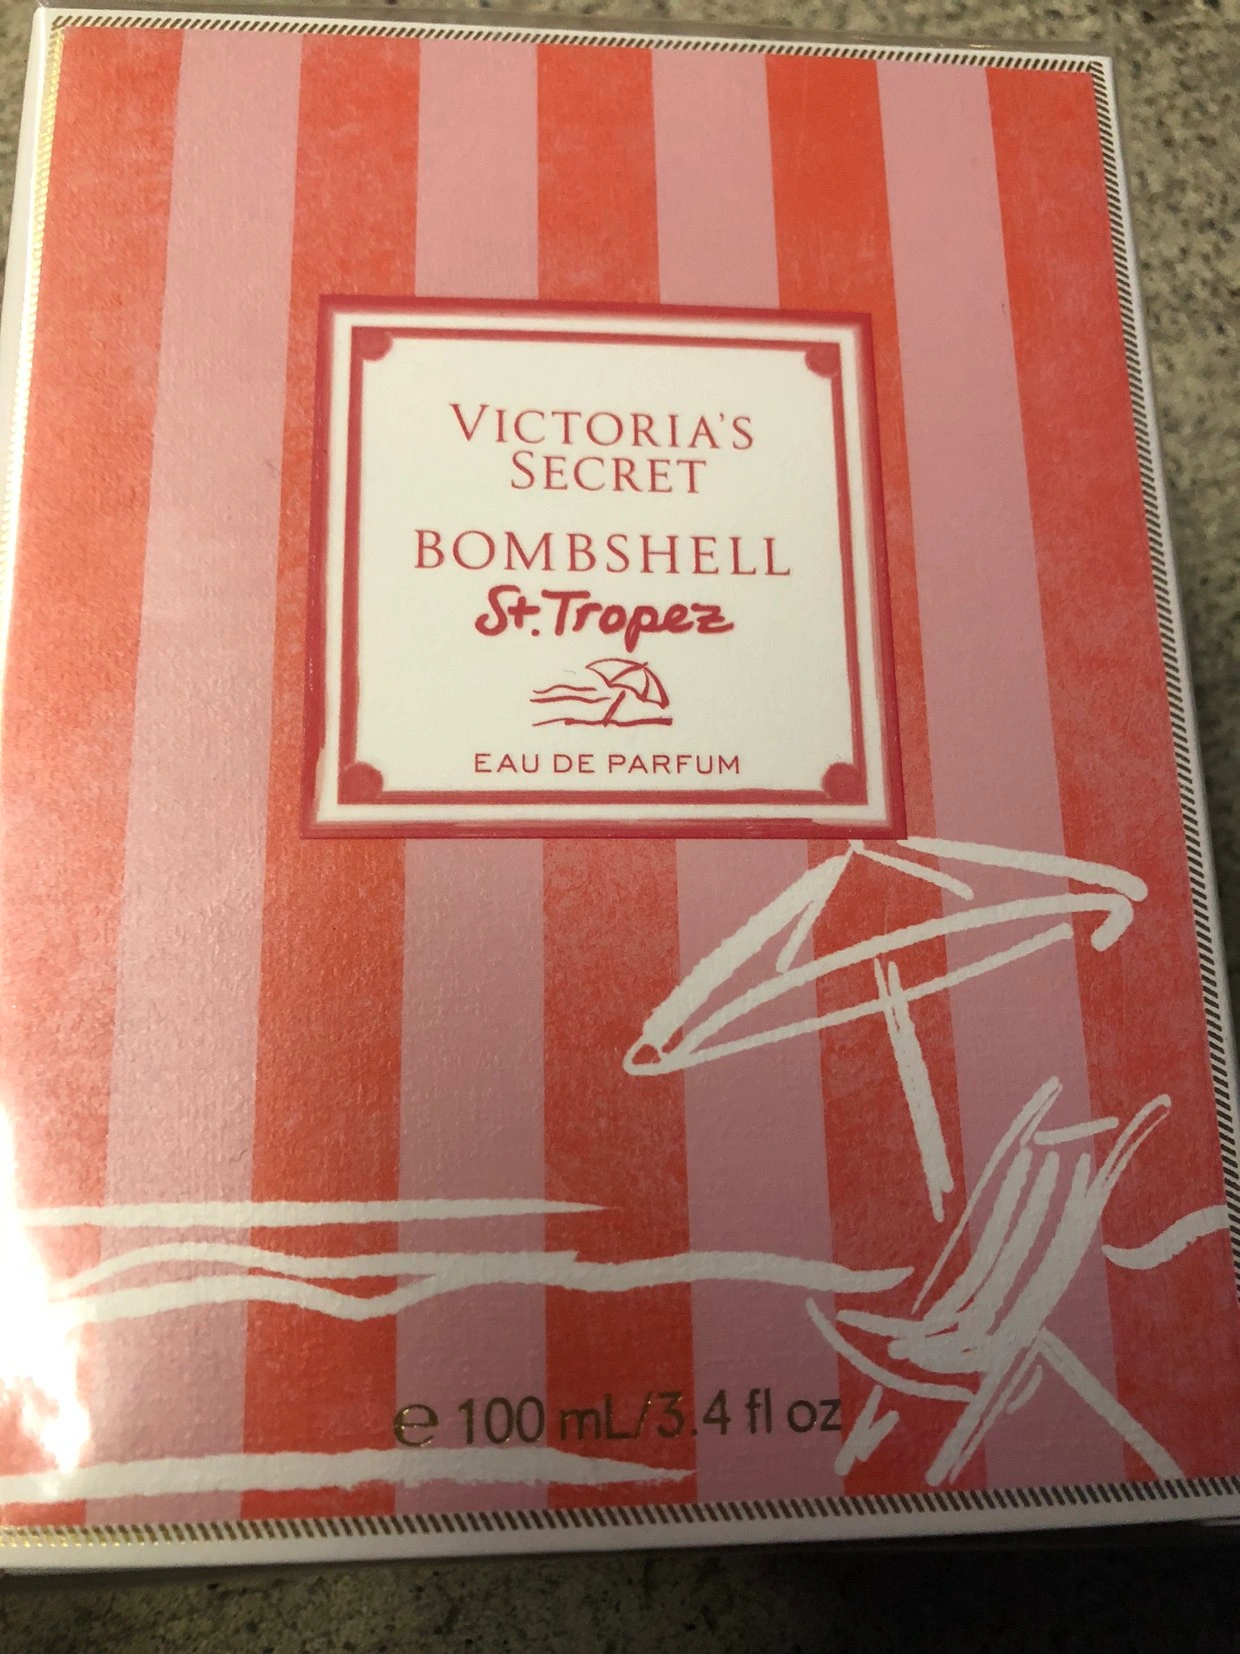 VICTORIA'S
SECRET
BOMBSHELL
St. Tropez
EAU DE PARFUM
℮ 100 mL/3.4 fl oz